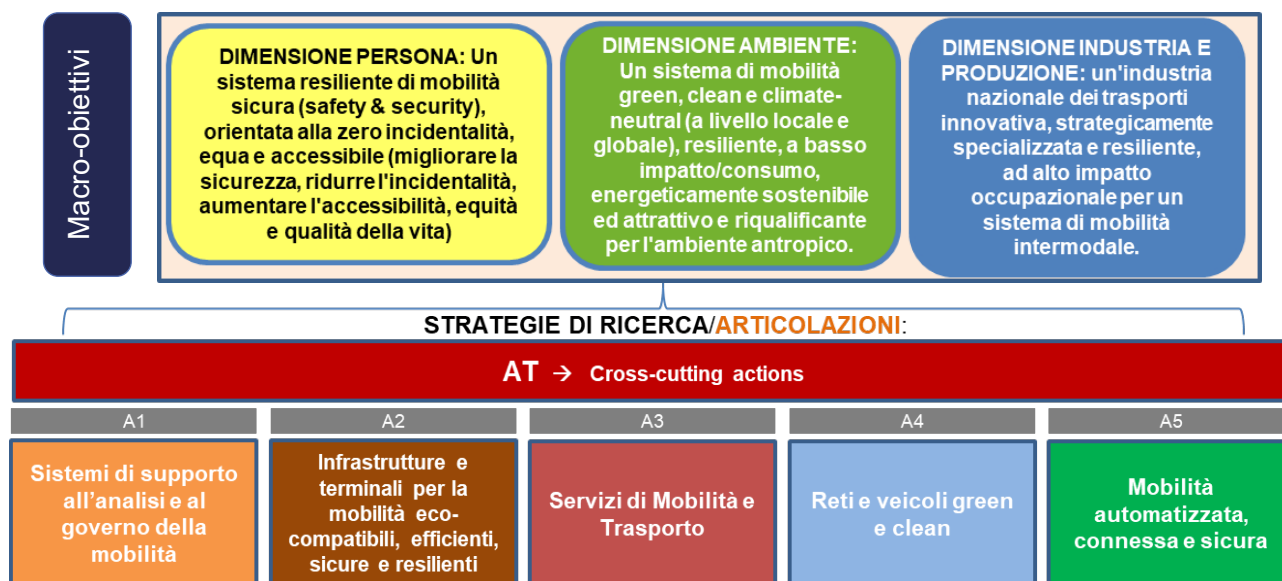 Macro-obiettivi
DIMENSIONE PERSONA: Un
sistema resiliente di mobilità
sicura (safety & security),
orientata alla zero incidentalità,
equa e accessibile (migliorare la
sicurezza, ridurre l'incidentalità,
aumentare l'accessibilità, equità
e qualità della vita)
DIMENSIONE AMBIENTE:
Un sistema di mobilità
green, clean e climate-
neutral (a livello locale e
globale), resiliente, a basso
impatto/consumo,
energeticamente sostenibile
ed attrattivo e riqualificante
per l'ambiente antropico.
DIMENSIONE INDUSTRIA E
PRODUZIONE: un'industria
nazionale dei trasporti
innovativa, strategicamente
specializzata e resiliente,
ad alto impatto
occupazionale per un
sistema di mobilità
intermodale.
STRATEGIE DI RICERCA/ARTICOLAZIONI:
AT → Cross-cutting actions
A1
Sistemi di supporto
all'analisi e al
governo della
mobilità
A2
Infrastrutture e
terminali per la
mobilità eco-
compatibili, efficienti,
sicure e resilienti
A3
Servizi di Mobilità e
Trasporto
A4
Reti e veicoli green
e clean
A5
Mobilità
automatizzata,
connessa e sicura